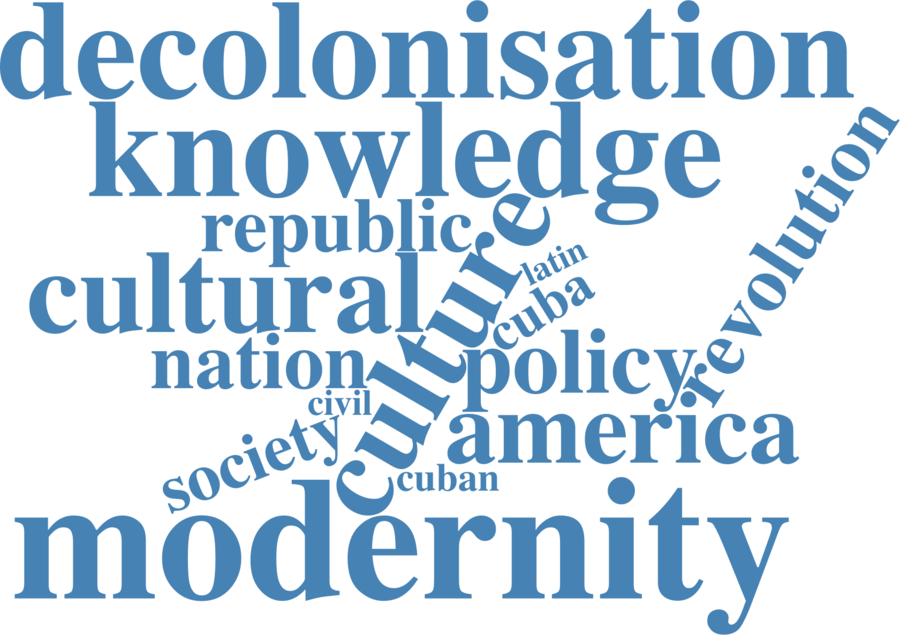 decolonisation
knowledge
revolution
republic
culture
latin
cultural
cuba
nation
policy
civil
america
society
cuban
modernity